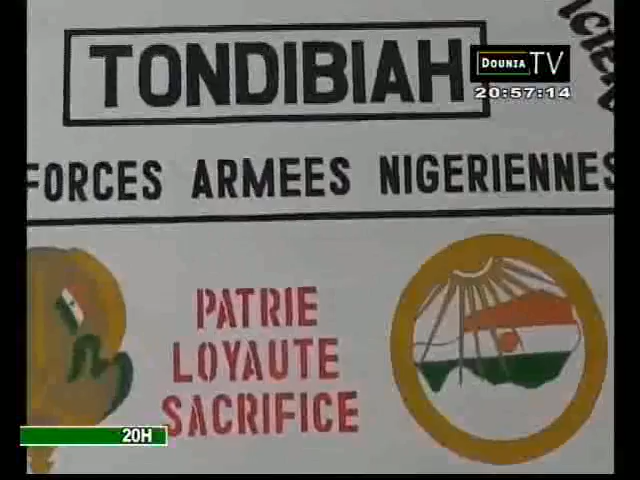 TONDIBIAH
DOUNIA TV
20:57:14
FORCES ARMEES NIGERIENNES
PATRIE
LOYAUTE
SACRIFICE
20H